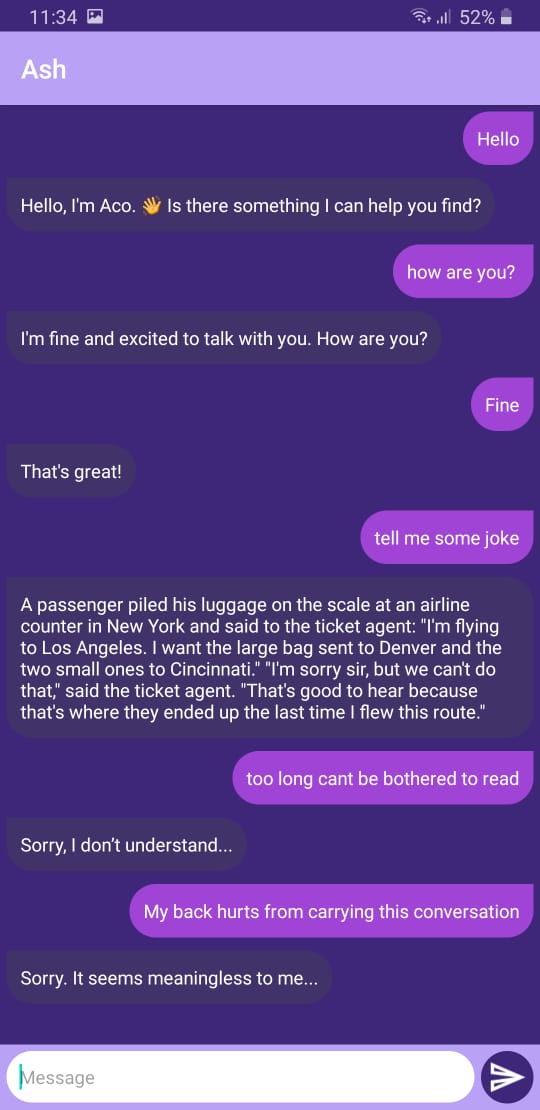 11:34 52%
Ash
Hello
Hello, I'm Aco. 👋 Is there something I can help you find?
how are you?
I'm fine and excited to talk with you. How are you?
Fine
That's great!
tell me some joke
A passenger piled his luggage on the scale at an airline
counter in New York and said to the ticket agent: "I'm flying
to Los Angeles. I want the large bag sent to Denver and the
two small ones to Cincinnati." "I'm sorry sir, but we can't do
that," said the ticket agent. "That's good to hear because
that's where they ended up the last time I flew this route."
too long cant be bothered to read
Sorry, I don’t understand...
My back hurts from carrying this conversation
Sorry. It seems meaningless to me...
Message